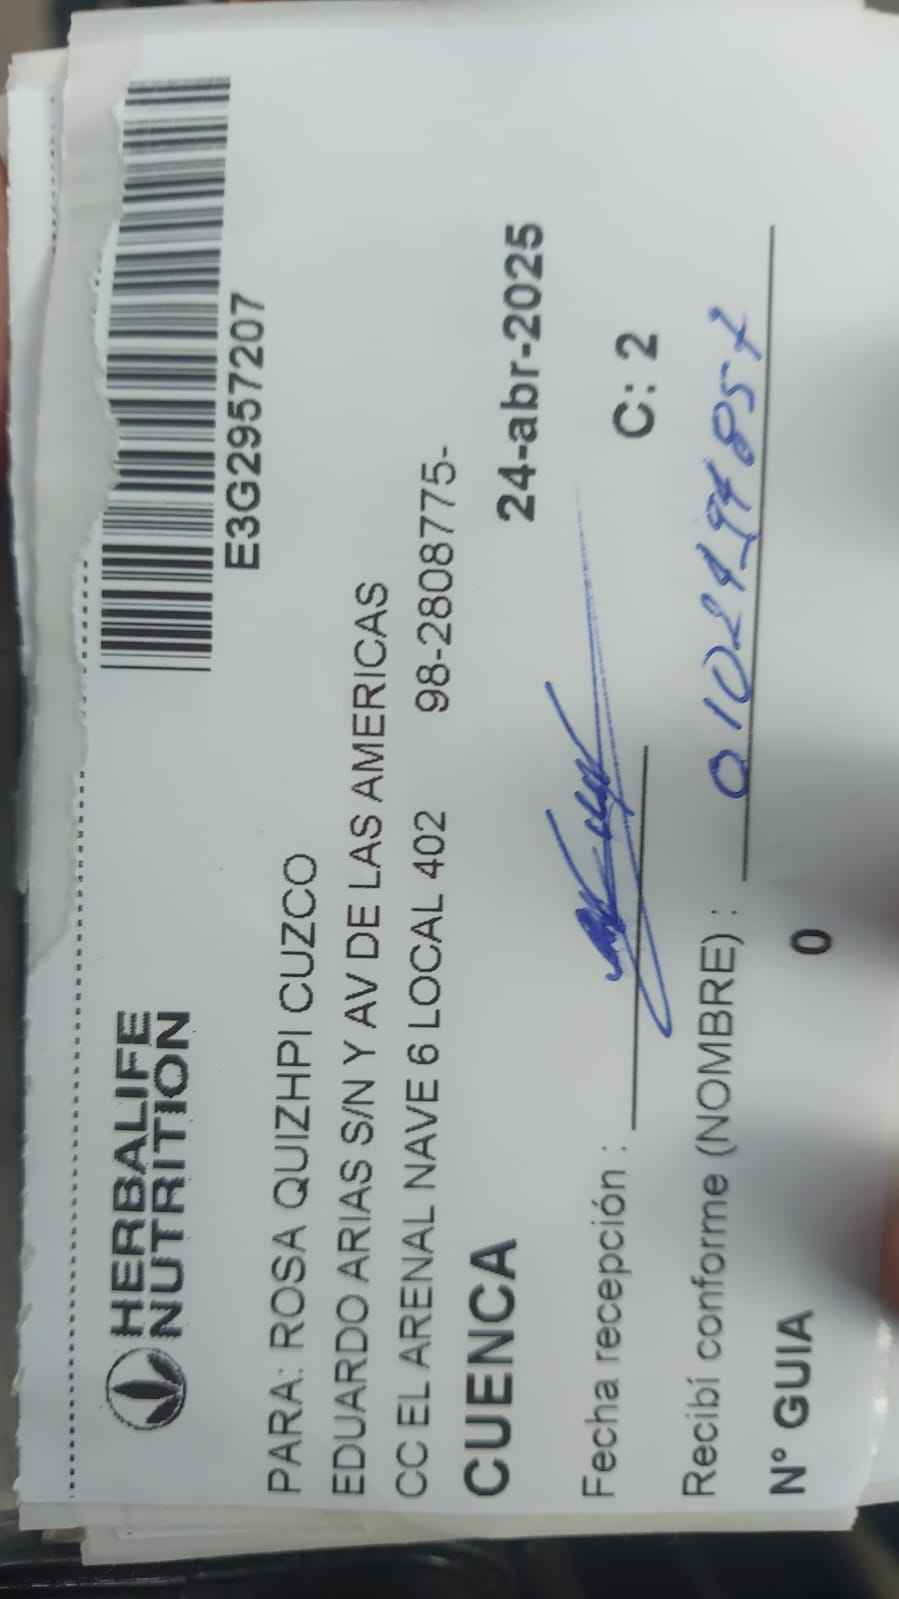 HERBALIFE
NUTRITION
E3G2957207
PARA: ROSA QUIZHPI CUZCO
EDUARDO ARIAS S/N Y AV DE LAS AMERICAS
CC EL ARENAL NAVE 6 LOCAL 402 98-2808775-
CUENCA 24-abr-2025
Fecha recepción : C: 2
Recibí conforme (NOMBRE) :
N° GUIA 0